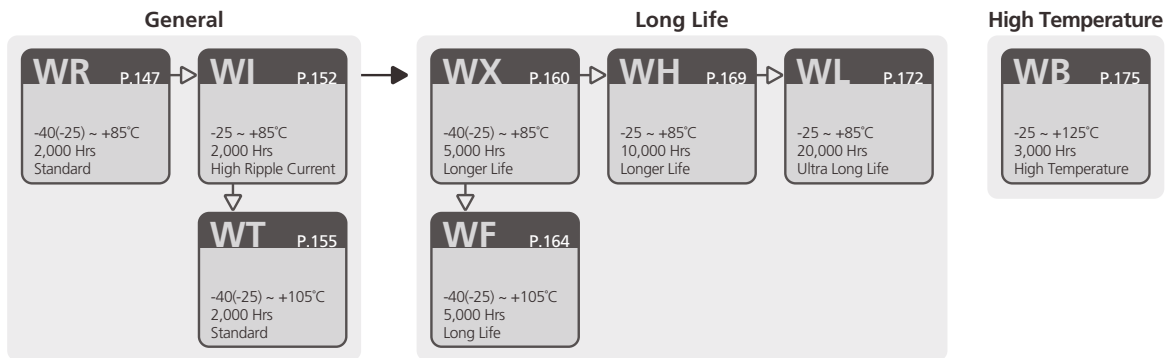 General
WR P.147
-40(-25) ~ +85°C
2,000 Hrs
Standard
WI P.152
-25 ~ +85°C
2,000 Hrs
High Ripple Current
WT P.155
-40(-25) ~ +105°C
2,000 Hrs
Standard
Long Life
WX P.160
-40(-25) ~ +85°C
5,000 Hrs
Longer Life
WH P.169
-25 ~ +85°C
10,000 Hrs
Longer Life
WL P.172
-25 ~ +85°C
20,000 Hrs
Ultra Long Life
WF P.164
-40(-25) ~ +105°C
5,000 Hrs
Long Life
High Temperature
WB P.175
-25 ~ +125°C
3,000 Hrs
High Temperature